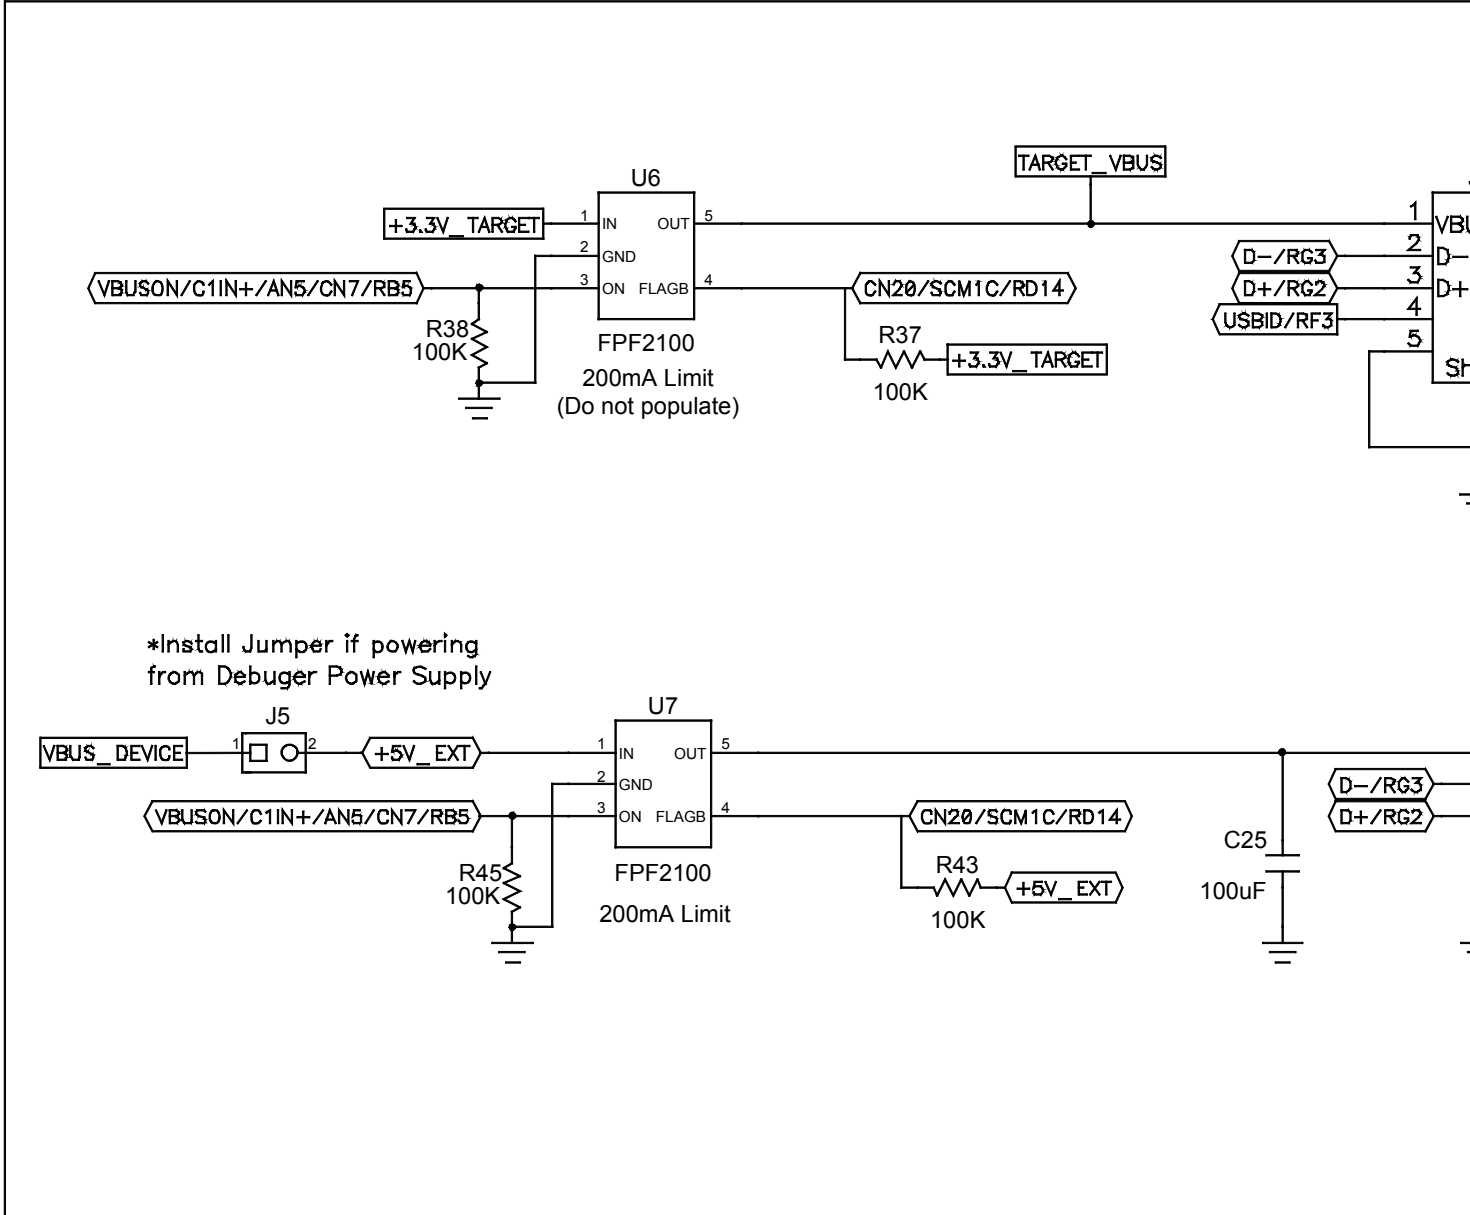 TARGET_VBUS
U6
+3.3V_TARGET
1 IN OUT 5
2 GND
VBUSON/C1IN+/AN5/CN7/RB5
3 ON FLAGB 4
CN20/SCM1C/RD14
R38
100K
FPF2100
200mA Limit
(Do not populate)
R37
100K
+3.3V_TARGET
1 VBU
D-/RG3 2 D-
D+/RG2 3 D+
USBID/RF3 4
5
SH
*Install Jumper if powering
from Debuger Power Supply
J5
VBUS_DEVICE 1 2 +5V_EXT
U7
1 IN OUT 5
2 GND
VBUSON/C1IN+/AN5/CN7/RB5
3 ON FLAGB 4
CN20/SCM1C/RD14
R45
100K
FPF2100
200mA Limit
R43
100K
+5V_EXT
C25
100uF
D-/RG3
D+/RG2